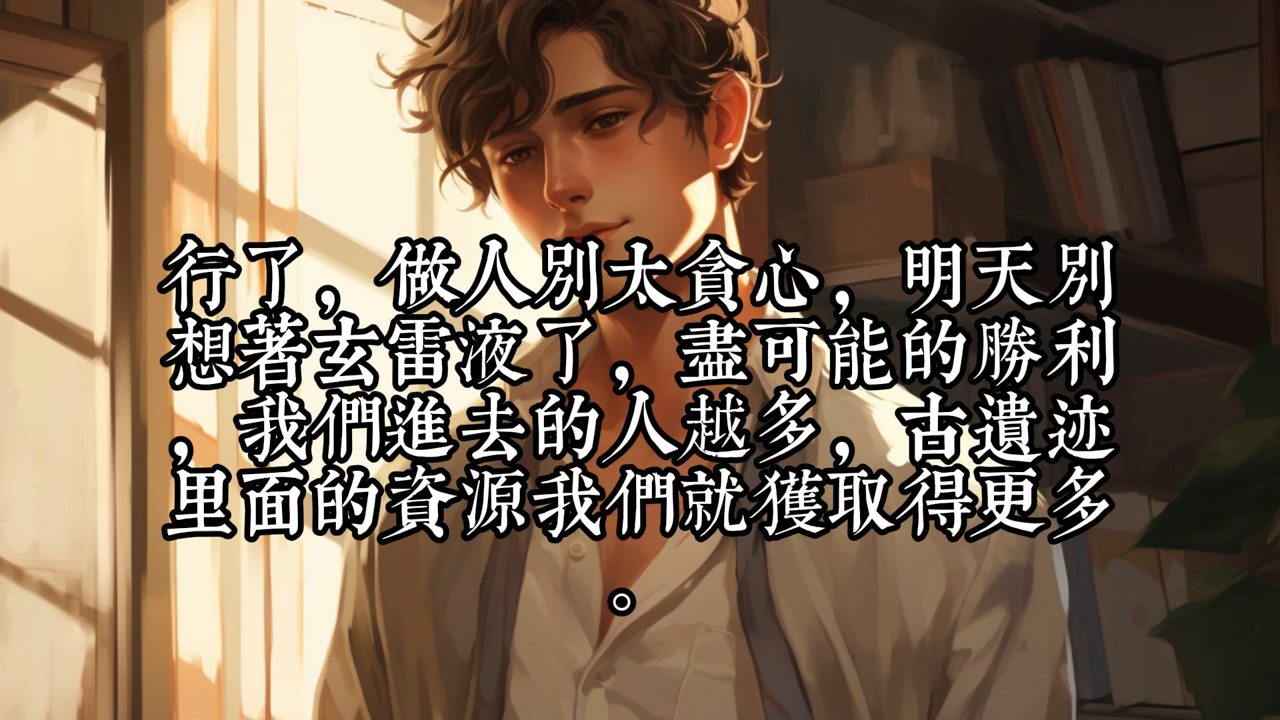 行了，做人別太貪心，明天別
想著玄雷液了，盡可能的勝利
，我們進去的人越多，古遺迹
里面的資源我們就獲取得更多
。